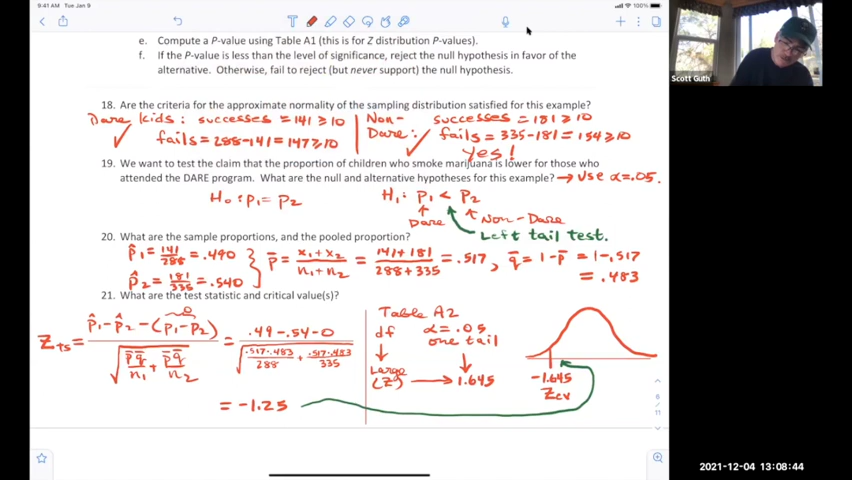 9:41 AM Sat Dec 4
100%
e. Compute a P-value using Table A1 (this is for Z distribution P-values).
f. If the P-value is less than the level of significance, reject the null hypothesis in favor of the
alternative. Otherwise, fail to reject (but never support) the null hypothesis.
Scott Guth
18. Are the criteria for the approximate normality of the sampling distribution satisfied for this example?
Dare Kids: successes = 141 ≥ 10
fails = 288-141 = 147 ≥ 10
✓
Non-Dare:
✓
successes = 181 ≥ 10
fails = 335-181 = 154 ≥ 10
Yes!
19. We want to test the claim that the proportion of children who smoke marijuana is lower for those who
attended the DARE program. What are the null and alternative hypotheses for this example? → Use α=.05.
H₀: p₁ = p₂
H₁: p₁ < p₂
↑ Dare
↖ Non-Dare
Left tail test.
20. What are the sample proportions, and the pooled proportion?
p̂₁ = 141/288 = .490
p̂₂ = 181/335 = .540
p̄ = (x₁+x₂)/(n₁+n₂) = (141+181)/(288+335) = .517, q̄ = 1-p̄ = 1-.517
= .483
21. What are the test statistic and critical value(s)?
Z_ts = (p̂₁-p̂₂-(p₁-p₂))/√(p̄q̄/n₁ + p̄q̄/n₂) = (.49-.54-0)/√(.517·.483/288 + .517·.483/335)
0
= -1.25
Table A2
df
α=.05
one tail
↓
↓
Large
(Z) → 1.645
-1.645
Z_cv
6
/
11
2021-12-04 13:08:44